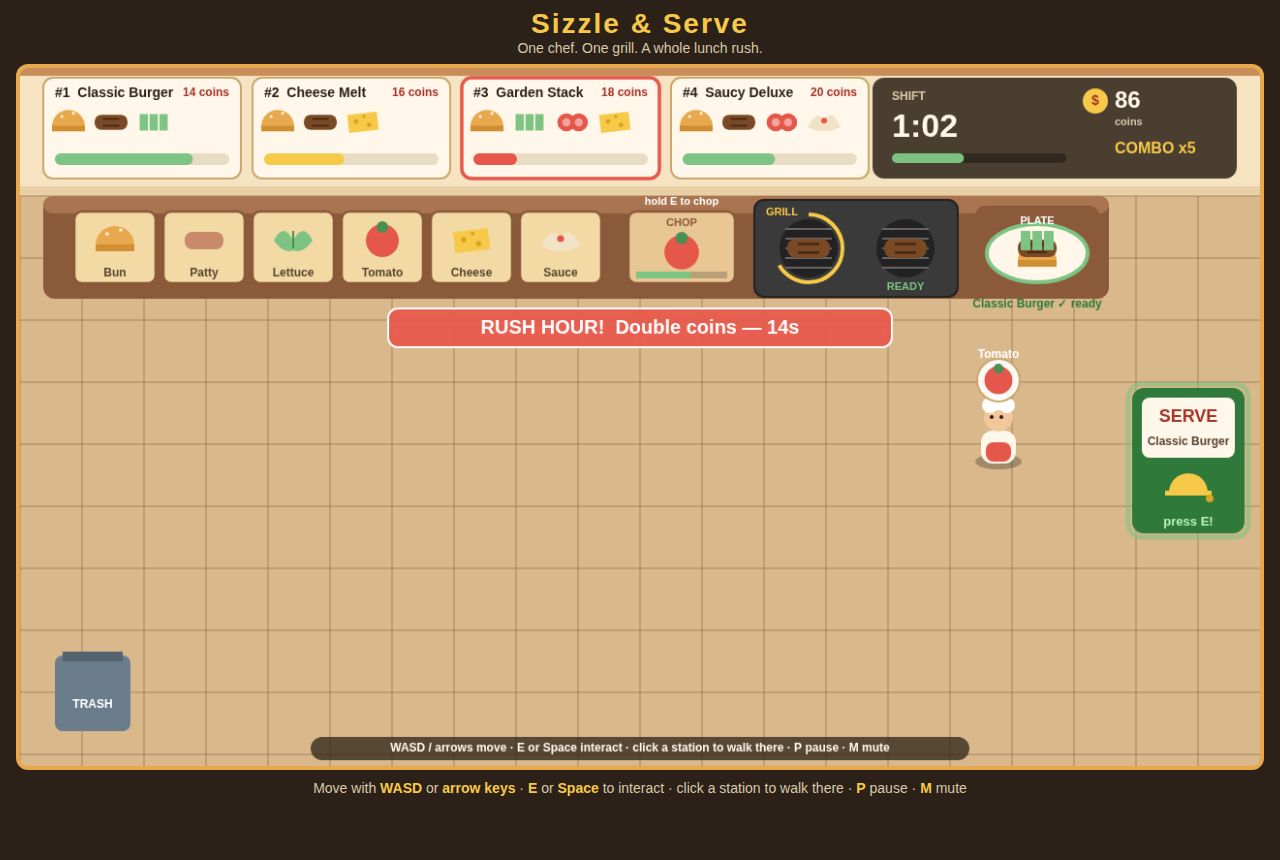 Sizzle & Serve
One chef. One grill. A whole lunch rush.
#1 Classic Burger 14 coins
#2 Cheese Melt 16 coins
#3 Garden Stack 18 coins
#4 Saucy Deluxe 20 coins
SHIFT
1:02
$ 86
coins
COMBO x5
hold E to chop
Bun
Patty
Lettuce
Tomato
Cheese
Sauce
CHOP
GRILL
READY
PLATE
Classic Burger ✓ ready
RUSH HOUR! Double coins — 14s
Tomato
SERVE
Classic Burger
press E!
TRASH
WASD / arrows move · E or Space interact · click a station to walk there · P pause · M mute
Move with WASD or arrow keys · E or Space to interact · click a station to walk there · P pause · M mute